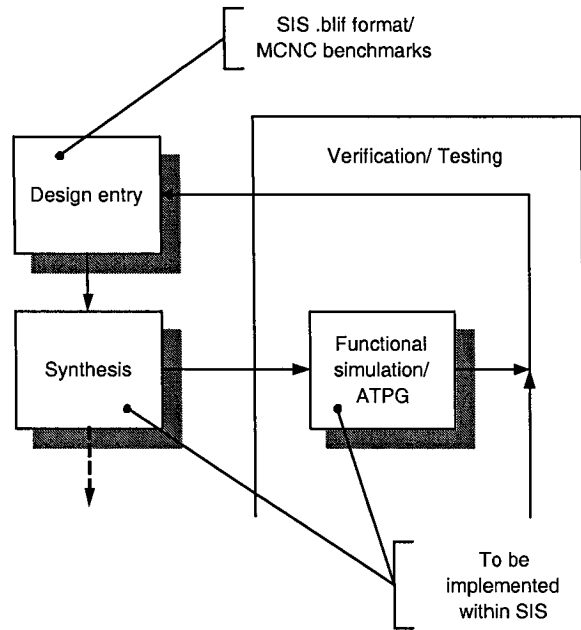 SIS .blif format/
MCNC benchmarks
Verification/ Testing
Design entry
Synthesis
Functional
simulation/
ATPG
To be
implemented
within SIS